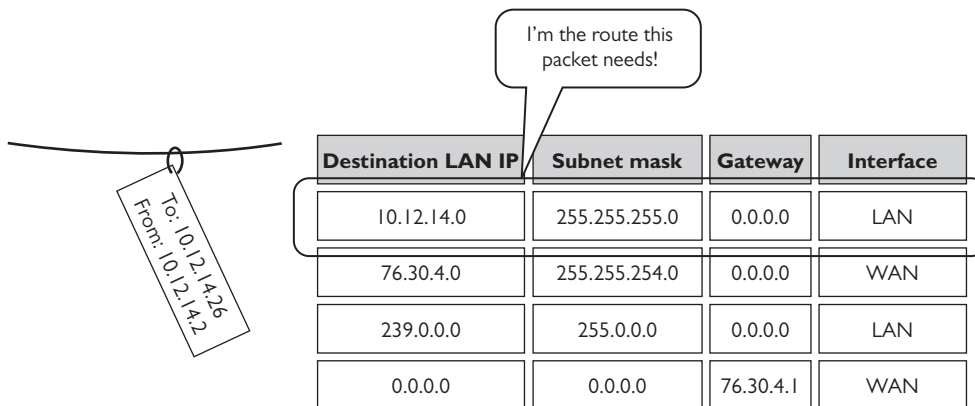 I'm the route this
packet needs!
To: 10.12.14.26
From: 10.12.14.2
Destination LAN IP Subnet mask Gateway Interface
10.12.14.0 255.255.255.0 0.0.0.0 LAN
76.30.4.0 255.255.254.0 0.0.0.0 WAN
239.0.0.0 255.0.0.0 0.0.0.0 LAN
0.0.0.0 0.0.0.0 76.30.4.1 WAN